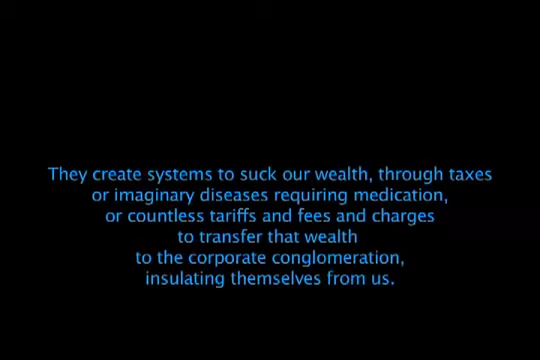 They create systems to suck our wealth, through taxes
or imaginary diseases requiring medication,
or countless tariffs and fees and charges
to transfer that wealth
to the corporate conglomeration,
insulating themselves from us.